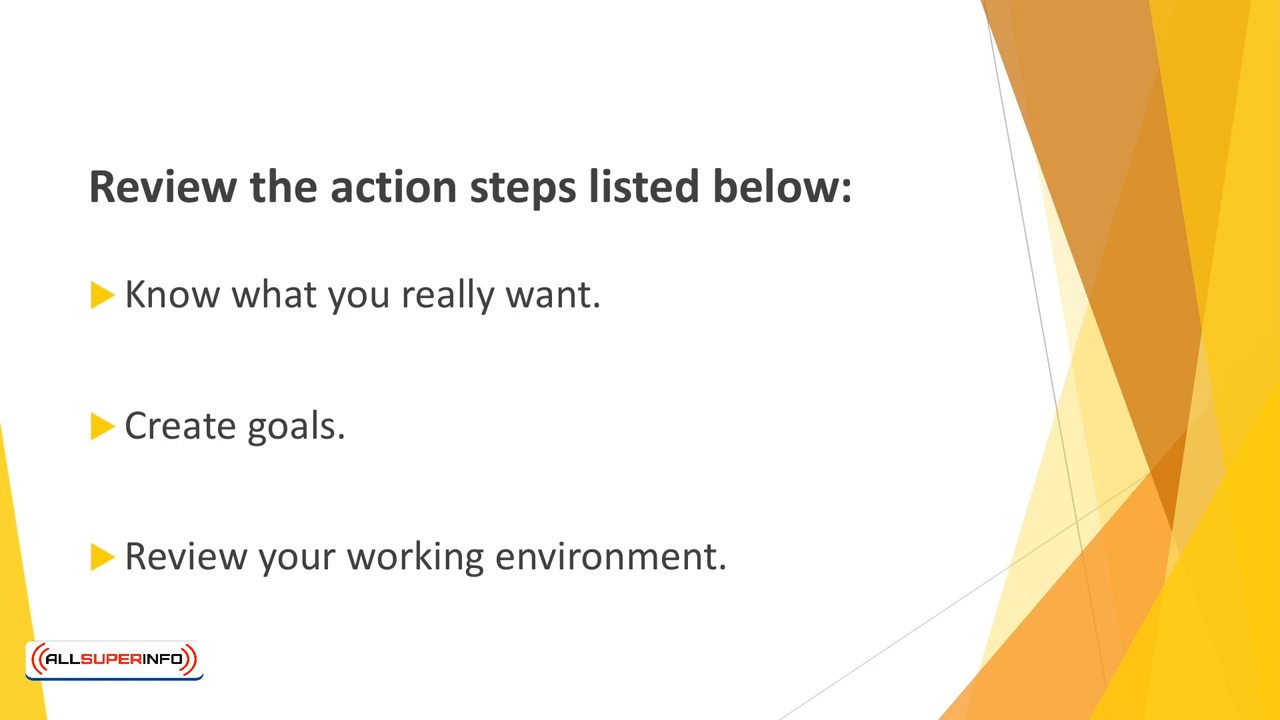 Review the action steps listed below:
Know what you really want.
Create goals.
Review your working environment.
ALLSUPERINFO